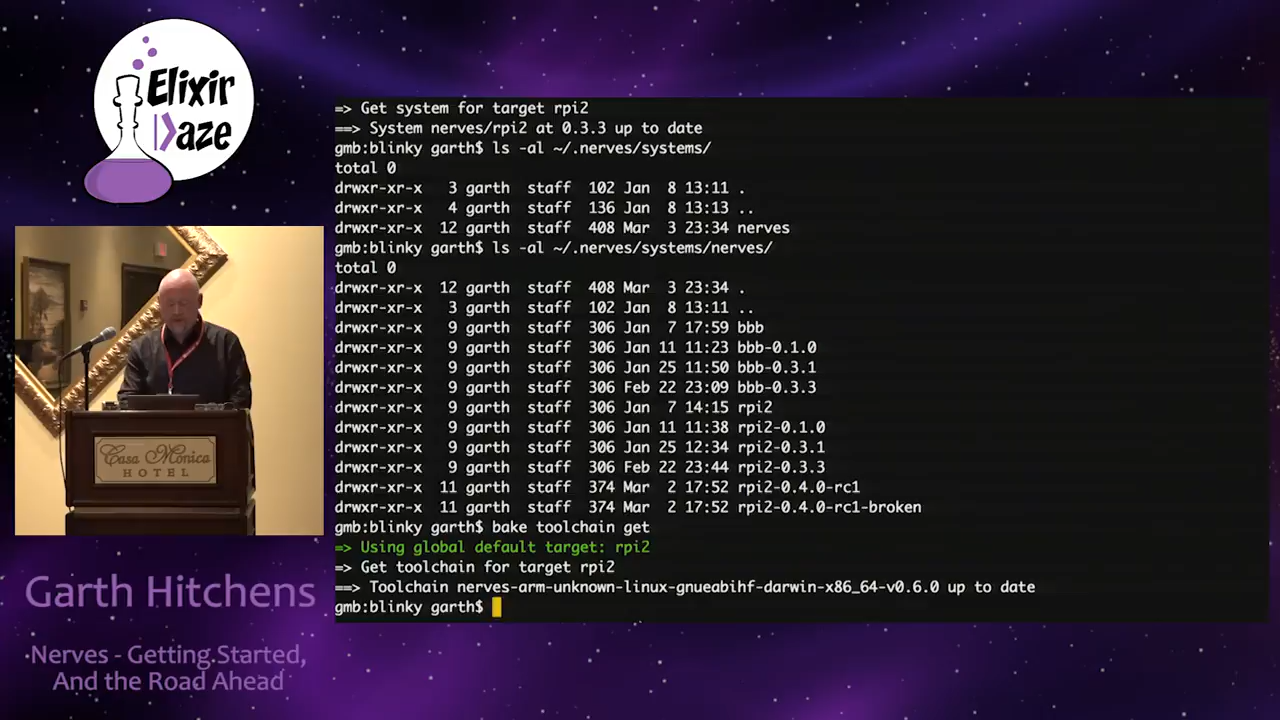 Elixir
Daze
=> Get system for target rpi2
==> System nerves/rpi2 at 0.3.3 up to date
gmb:blinky garth$ ls -al ~/.nerves/systems/
total 0
drwxr-xr-x   3 garth  staff  102 Jan  8 13:11 .
drwxr-xr-x   4 garth  staff  136 Jan  8 13:13 ..
drwxr-xr-x  12 garth  staff  408 Mar  3 23:34 nerves
gmb:blinky garth$ ls -al ~/.nerves/systems/nerves/
total 0
drwxr-xr-x  12 garth  staff  408 Mar  3 23:34 .
drwxr-xr-x   3 garth  staff  102 Jan  8 13:11 ..
drwxr-xr-x   9 garth  staff  306 Jan  7 17:59 bbb
drwxr-xr-x   9 garth  staff  306 Jan 11 11:23 bbb-0.1.0
drwxr-xr-x   9 garth  staff  306 Jan 25 11:50 bbb-0.3.1
drwxr-xr-x   9 garth  staff  306 Feb 22 23:09 bbb-0.3.3
drwxr-xr-x   9 garth  staff  306 Jan  7 14:15 rpi2
drwxr-xr-x   9 garth  staff  306 Jan 11 11:38 rpi2-0.1.0
drwxr-xr-x   9 garth  staff  306 Jan 25 12:34 rpi2-0.3.1
drwxr-xr-x   9 garth  staff  306 Feb 22 23:44 rpi2-0.3.3
drwxr-xr-x  11 garth  staff  374 Mar  2 17:52 rpi2-0.4.0-rc1
drwxr-xr-x  11 garth  staff  374 Mar  2 17:52 rpi2-0.4.0-rc1-broken
gmb:blinky garth$ bake toolchain get
=> Using global default target: rpi2
=> Get toolchain for target rpi2
==> Toolchain nerves-arm-unknown-linux-gnueabihf-darwin-x86_64-v0.6.0 up to date
gmb:blinky garth$
Casa Monica
HOTEL
Garth Hitchens
Nerves - Getting Started,
And the Road Ahead